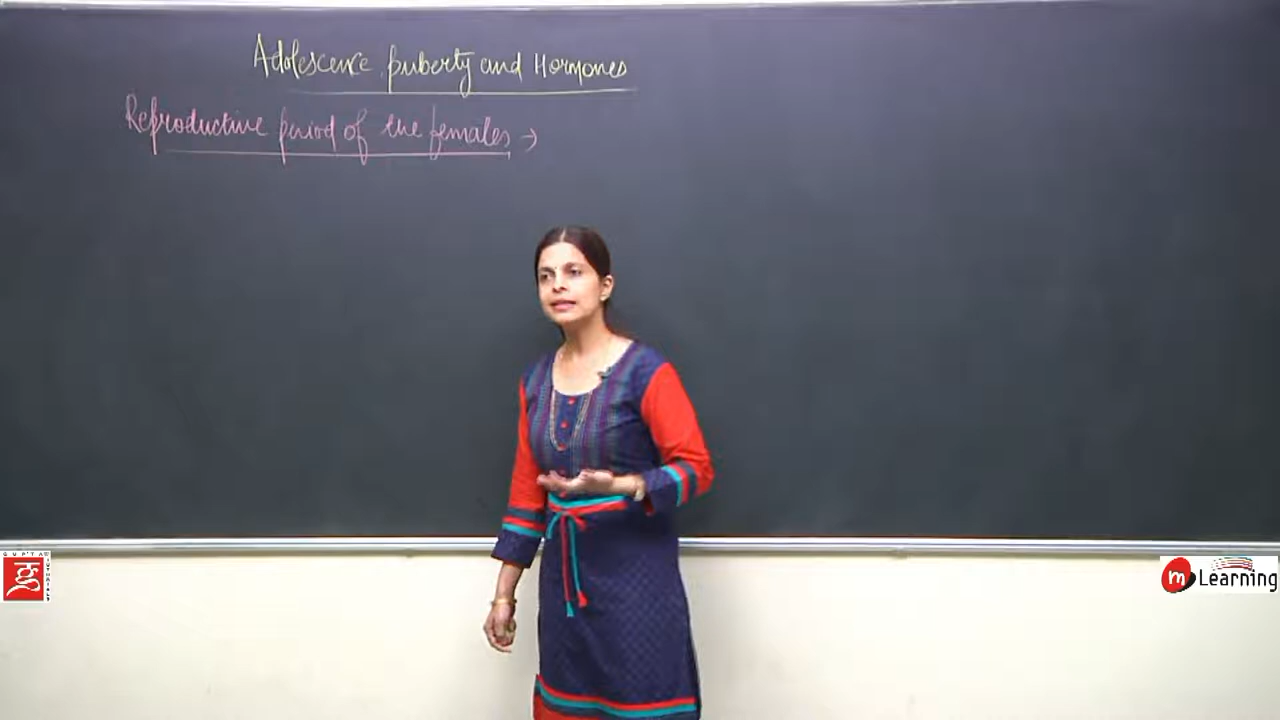 Adolescence, puberty and Hormones
Reproductive period of the females →
m Learning